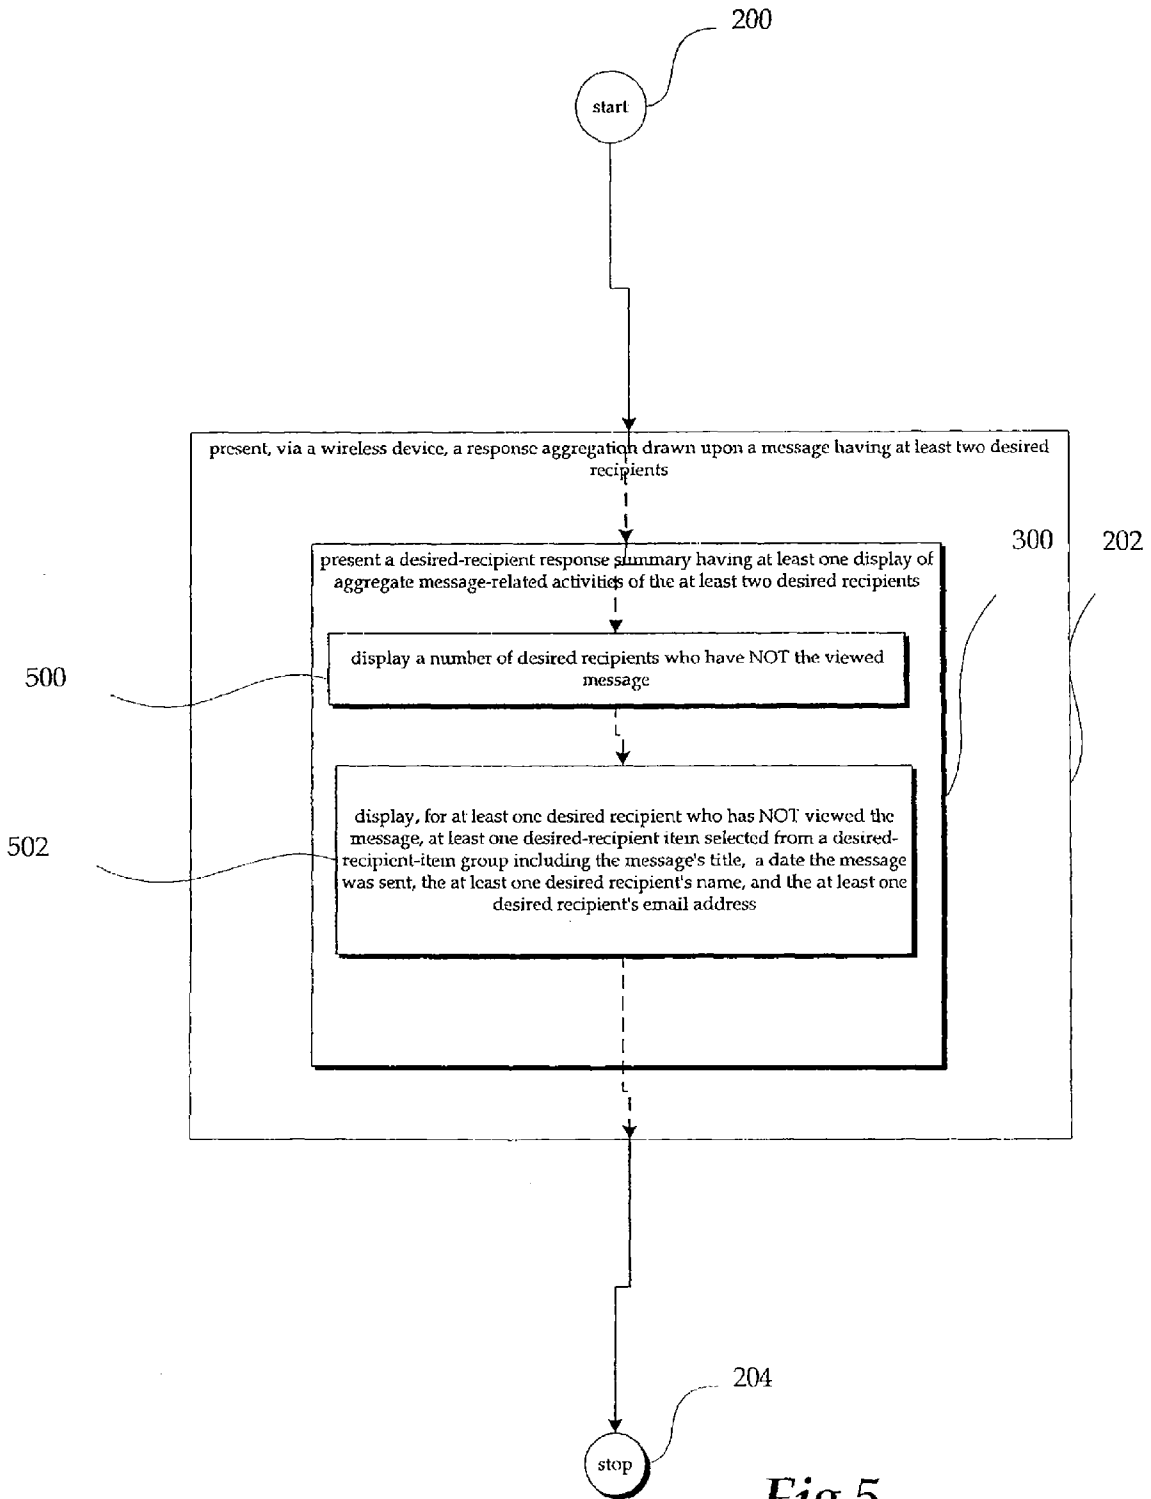 200
start
present, via a wireless device, a response aggregation drawn upon a message having at least two desired
recipients
300
202
present a desired-recipient response summary having at least one display of
aggregate message-related activities of the at least two desired recipients
500
display a number of desired recipients who have NOT the viewed
message
502
display, for at least one desired recipient who has NOT viewed the
message, at least one desired-recipient item selected from a desired-
recipient-item group including the message's title, a date the message
was sent, the at least one desired recipient's name, and the at least one
desired recipient's email address
204
stop
Fig 5